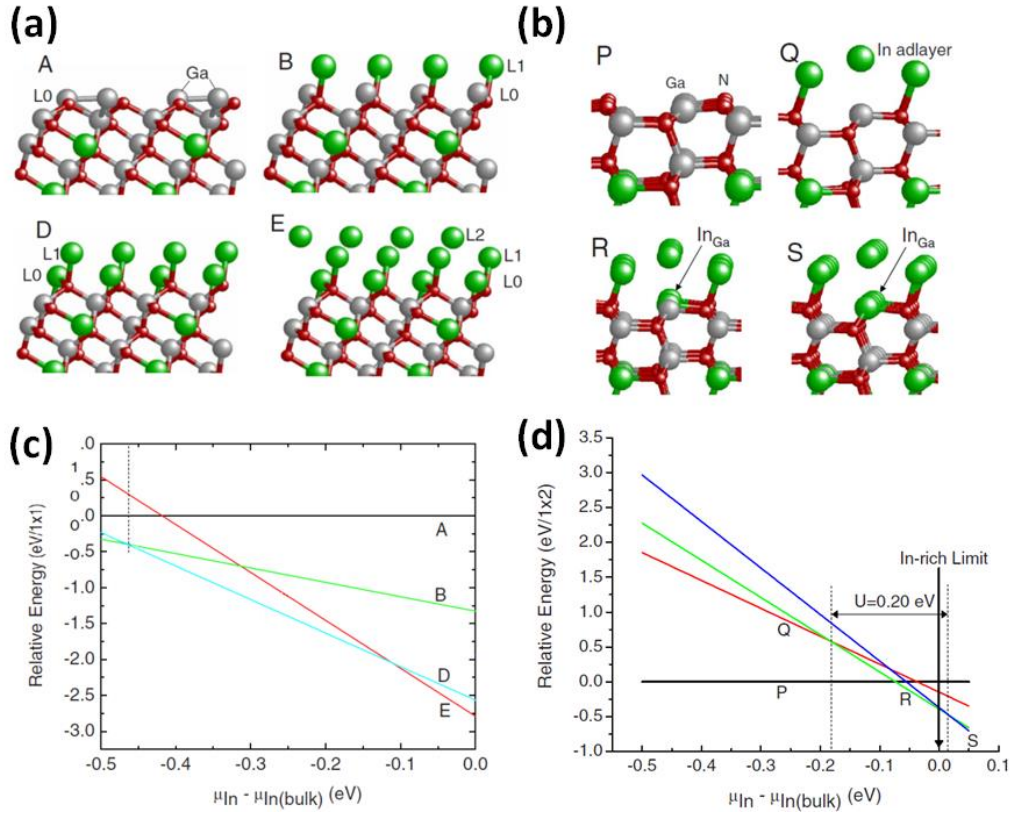 (a)
A
Ga
L0
B
L1
L0
D
L1
L0
E
L2
L1
L0
(b)
P
Ga
N
Q
In adlayer
R
InGa
S
InGa
(c)
Relative Energy (eV/1x1)
.0
1
.5
0
.0
0
-0.5
-1.0
-1.5
-2.0
-2.5
-3.0
A
B
D
E
-0.5 -0.4 -0.3 -0.2 -0.1 0.0
μIn - μIn(bulk) (eV)
(d)
Relative Energy (eV/1x2)
3.5
3.0
2.5
2.0
1.5
1.0
0.5
0.0
-0.5
-1.0
In-rich Limit
U=0.20 eV
Q
P
R
S
-0.5 -0.4 -0.3 -0.2 -0.1 0.0 0.1
μIn - μIn(bulk) (eV)